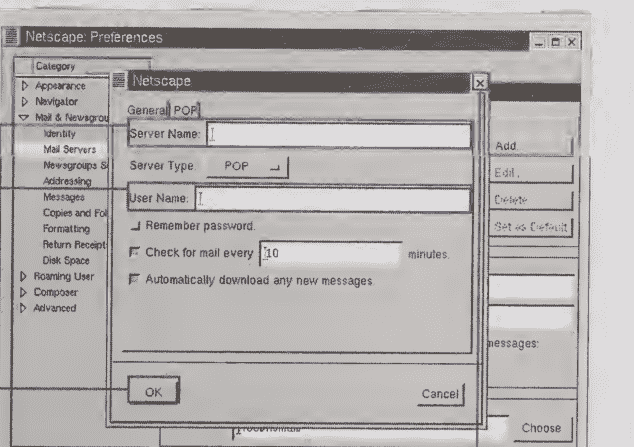 Netscape: Preferences
Category
Appearance
Navigator
Mail & Newsgrou
Identity
Mail Servers
Newsgroups S
Addressing
Messages
Copies and Fol
Formatting
Return Receipt
Disk Space
Roaming User
Composer
Advanced
Netscape
General POP
Server Name:
Server Type POP
User Name:
Remember password.
Check for mail every 10 minutes.
Automatically download any new messages
OK
Cancel
Add
Edit
Delete
Set as Default
messages:
Choose